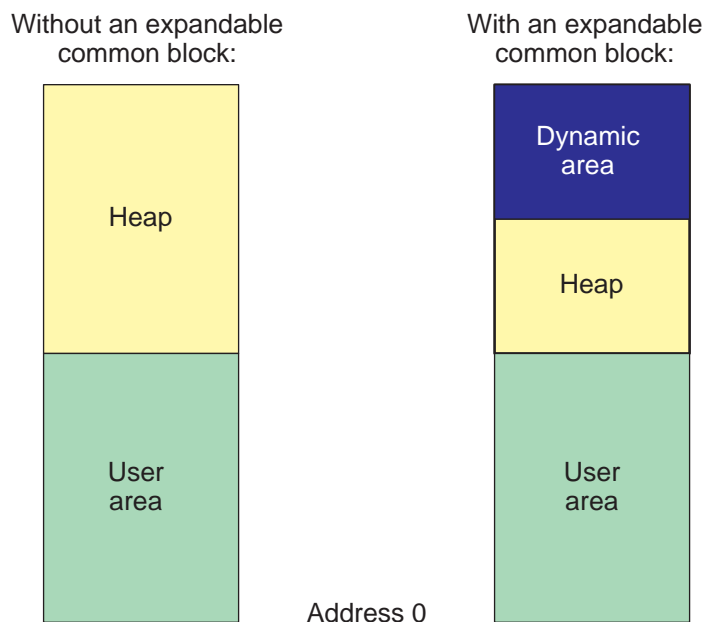 Without an expandable
common block:
Heap
User
area
With an expandable
common block:
Dynamic
area
Heap
User
area
Address 0